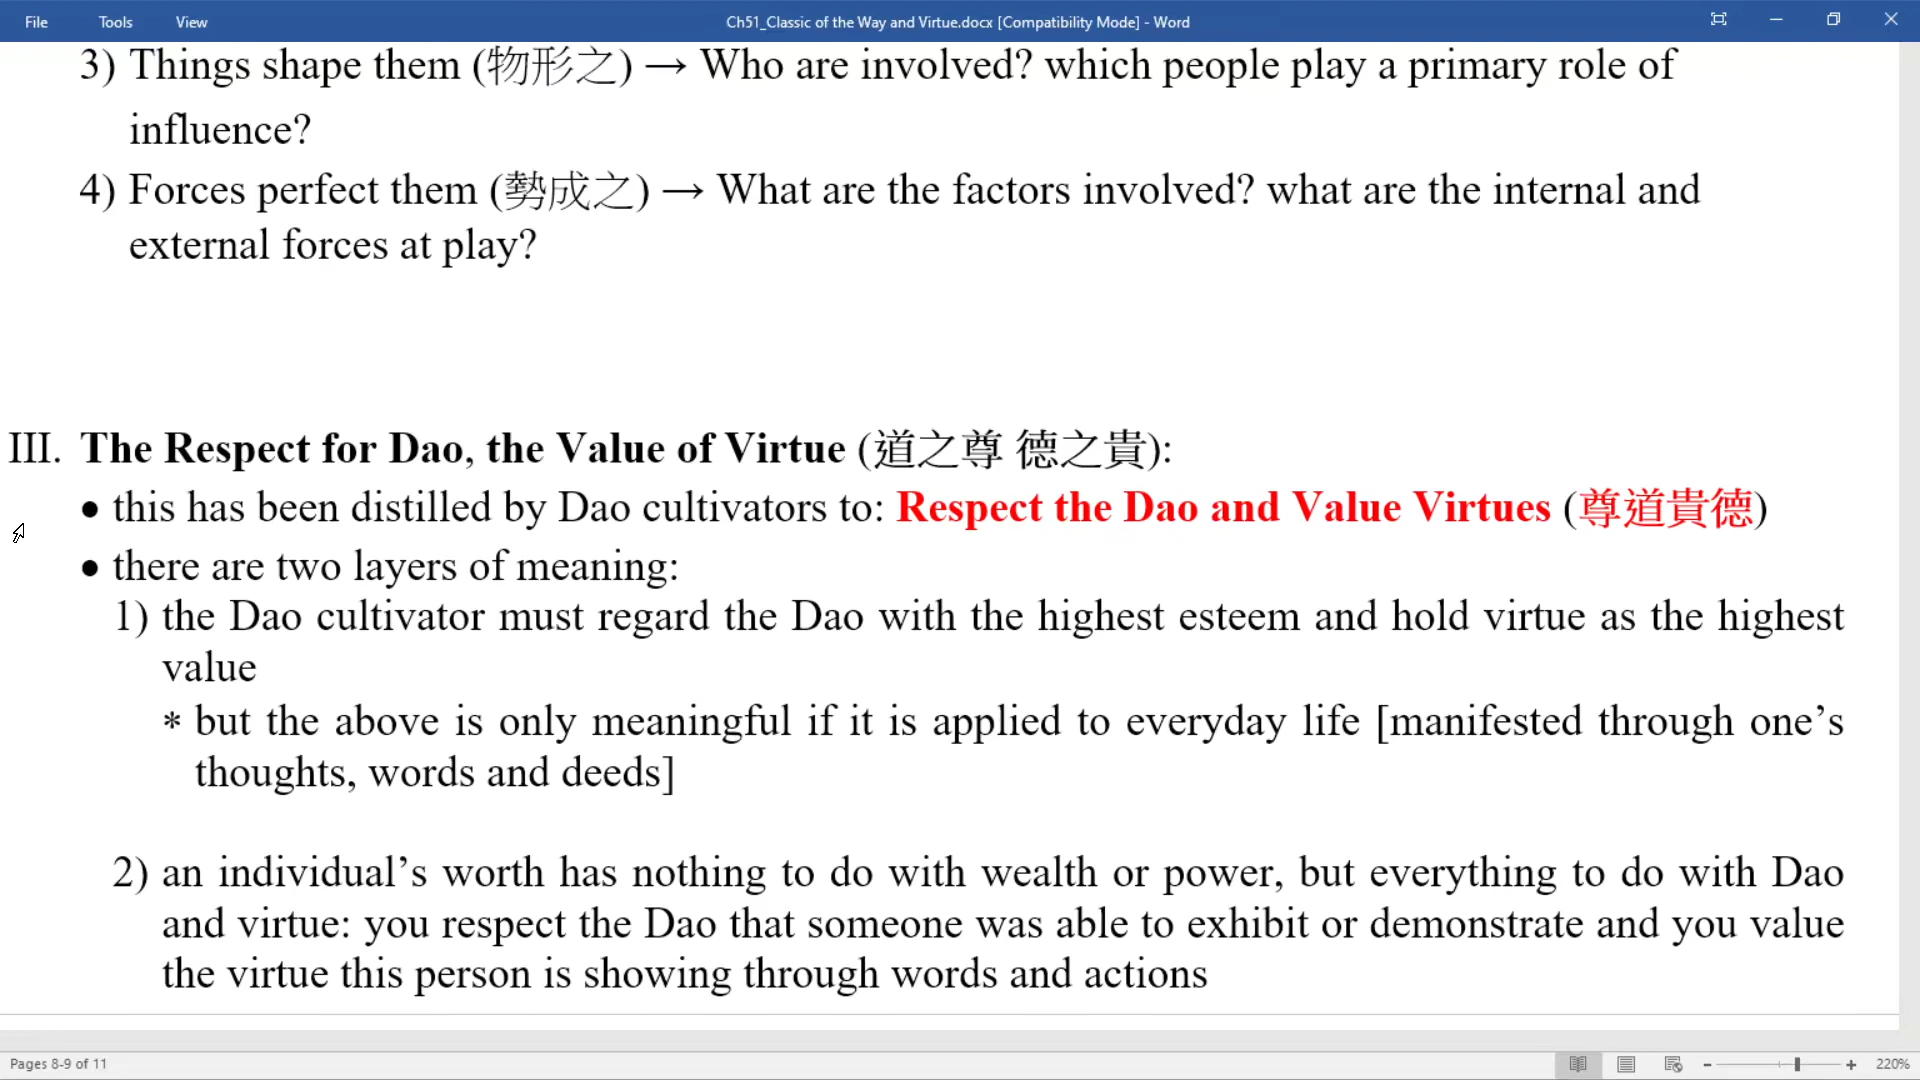 File Tools View Ch51_Classic of the Way and Virtue.docx [Compatibility Mode] - Word
3) Things shape them (物形之) → Who are involved? which people play a primary role of
influence?
4) Forces perfect them (勢成之) → What are the factors involved? what are the internal and
external forces at play?
III. The Respect for Dao, the Value of Virtue (道之尊 德之貴):
● this has been distilled by Dao cultivators to: Respect the Dao and Value Virtues (尊道貴德)
● there are two layers of meaning:
1) the Dao cultivator must regard the Dao with the highest esteem and hold virtue as the highest
value
* but the above is only meaningful if it is applied to everyday life [manifested through one’s
thoughts, words and deeds]
2) an individual’s worth has nothing to do with wealth or power, but everything to do with Dao
and virtue: you respect the Dao that someone was able to exhibit or demonstrate and you value
the virtue this person is showing through words and actions
Pages 8-9 of 11 220%